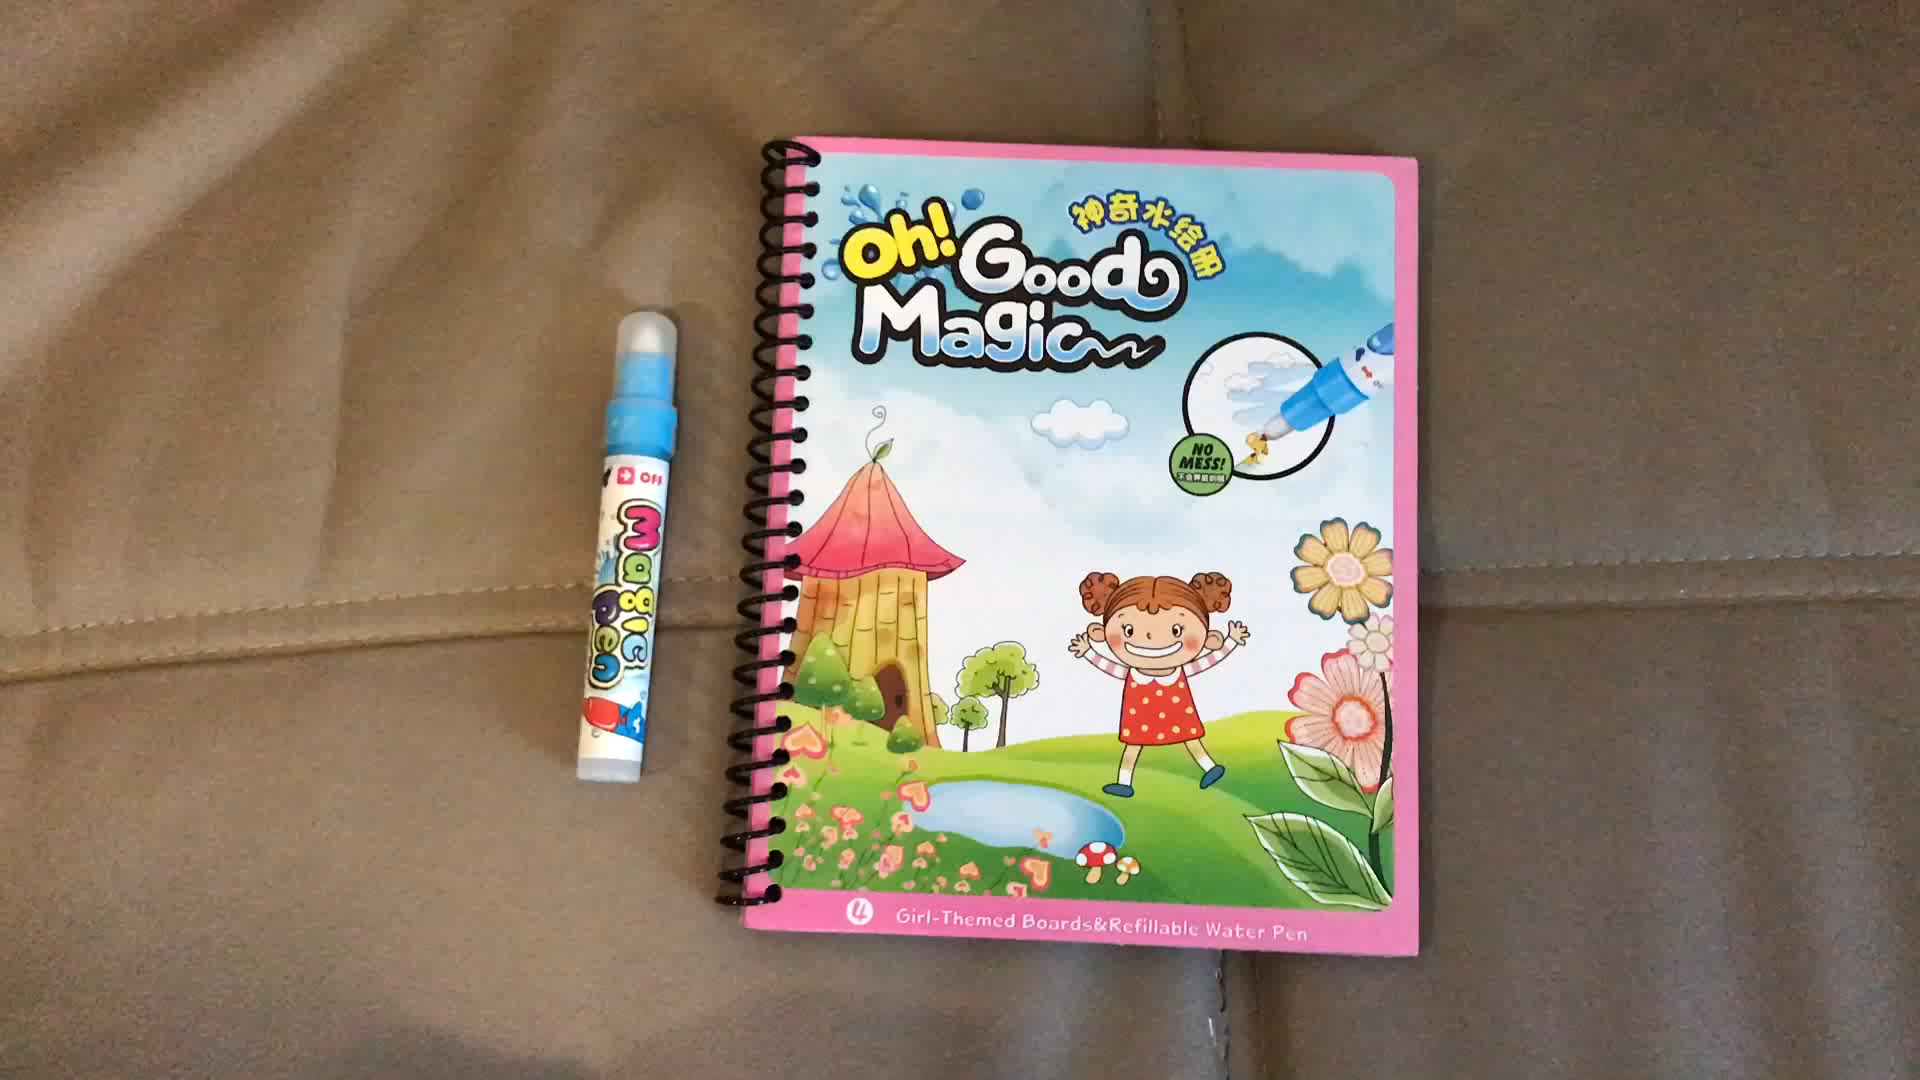 OFF
Magic
Pen
神奇水绘册
Oh! Good
Magic
NO
MESS!
4 Girl-Themed Boards&Refillable Water Pen